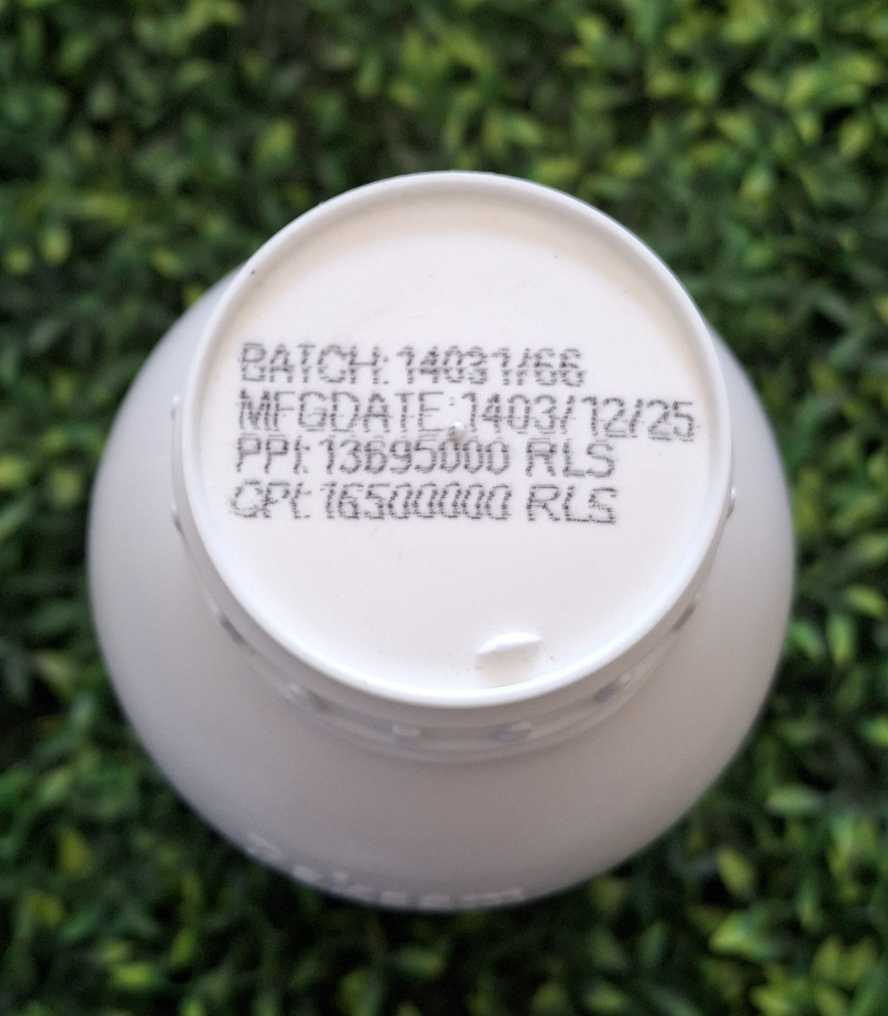 BATCH: 14031/66
MFGDATE: 1403/12/25
PPI: 13695000 RLS
CPI: 16500000 RLS